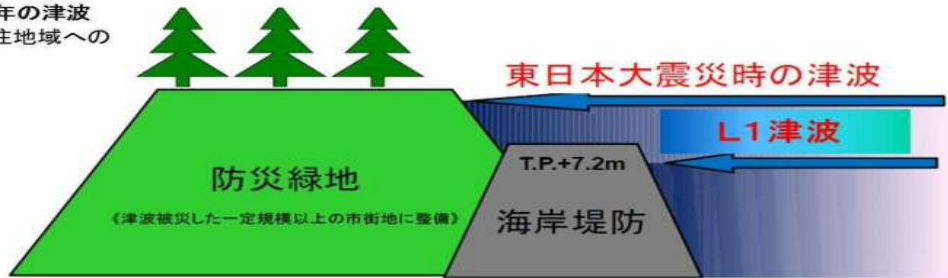 年の津波
住地域への
東日本大震災時の津波
L1津波
T.P.+7.2m
防災緑地
《津波被災した一定規模以上の市街地に整備》
海岸堤防